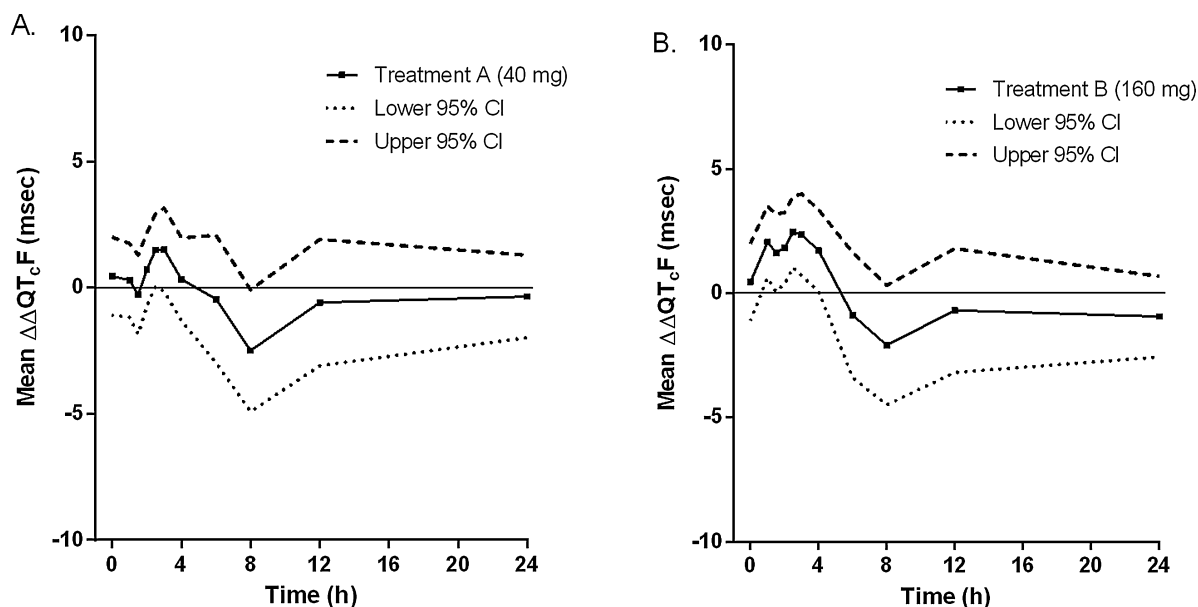 A.
Treatment A (40 mg)
Lower 95% CI
Upper 95% CI
Mean ΔΔQTcF (msec)
10
5
0
-5
-10
0 4 8 12 16 20 24
Time (h)
B.
Treatment B (160 mg)
Lower 95% CI
Upper 95% CI
Mean ΔΔQTcF (msec)
10
5
0
-5
-10
0 4 8 12 16 20 24
Time (h)